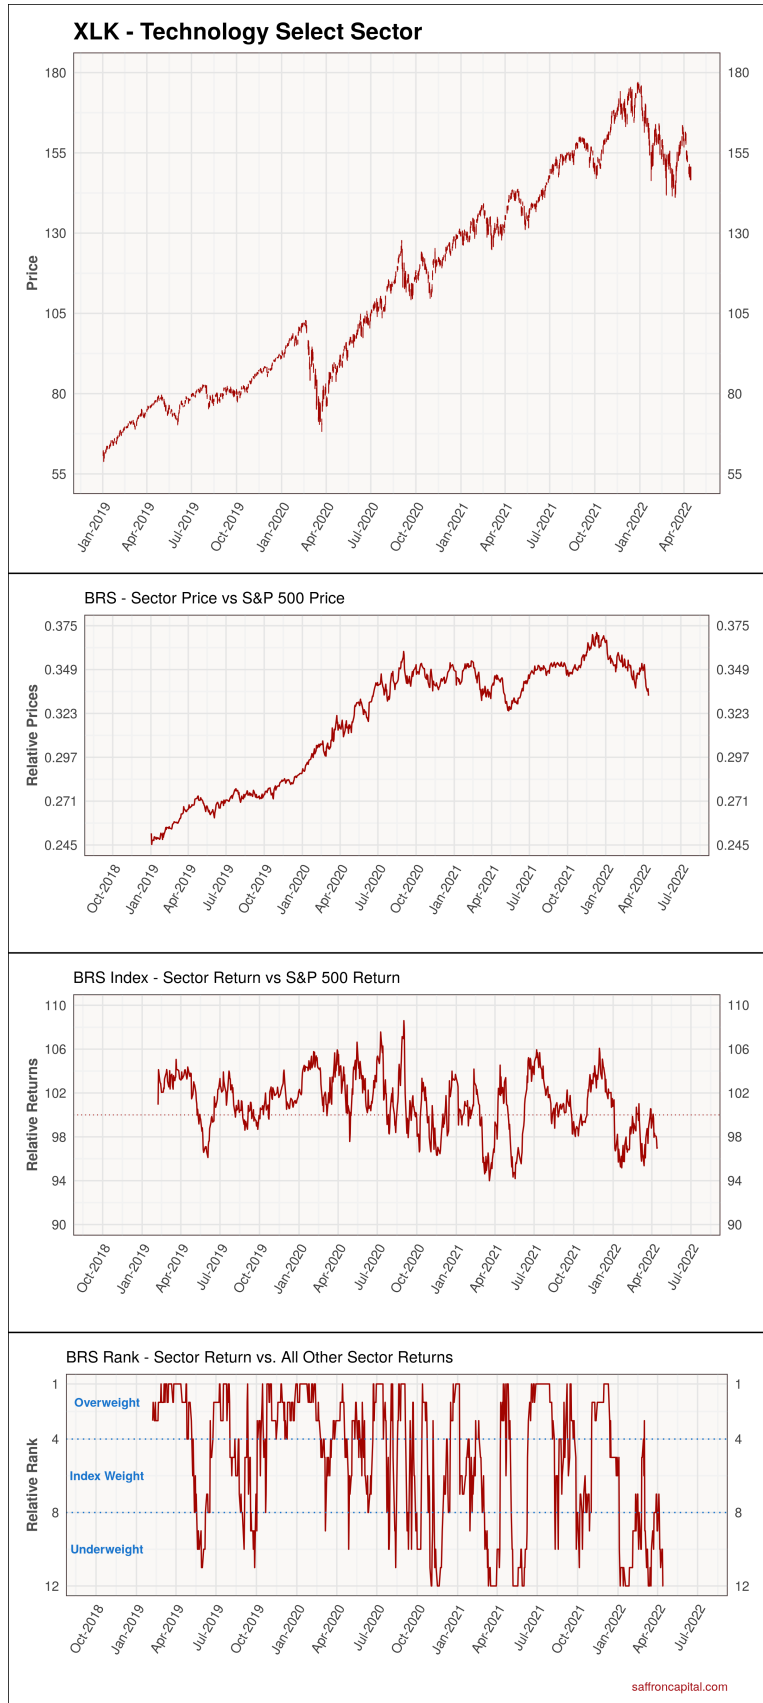 XLK - Technology Select Sector
180 180
155 155
130 130
105 105
80 80
55 55
Price
Jan-2019 Apr-2019 Jul-2019 Oct-2019 Jan-2020 Apr-2020 Jul-2020 Oct-2020 Jan-2021 Apr-2021 Jul-2021 Oct-2021 Jan-2022 Apr-2022
BRS - Sector Price vs S&P 500 Price
0.375 0.375
0.349 0.349
0.323 0.323
0.297 0.297
0.271 0.271
0.245 0.245
Relative Prices
Oct-2018 Jan-2019 Apr-2019 Jul-2019 Oct-2019 Jan-2020 Apr-2020 Jul-2020 Oct-2020 Jan-2021 Apr-2021 Jul-2021 Oct-2021 Jan-2022 Apr-2022 Jul-2022
BRS Index - Sector Return vs S&P 500 Return
110 110
106 106
102 102
98 98
94 94
90 90
Relative Returns
Oct-2018 Jan-2019 Apr-2019 Jul-2019 Oct-2019 Jan-2020 Apr-2020 Jul-2020 Oct-2020 Jan-2021 Apr-2021 Jul-2021 Oct-2021 Jan-2022 Apr-2022 Jul-2022
BRS Rank - Sector Return vs. All Other Sector Returns
1 1
Overweight
4 4
Index Weight
8 8
Underweight
12 12
Relative Rank
Oct-2018 Jan-2019 Apr-2019 Jul-2019 Oct-2019 Jan-2020 Apr-2020 Jul-2020 Oct-2020 Jan-2021 Apr-2021 Jul-2021 Oct-2021 Jan-2022 Apr-2022 Jul-2022
saffroncapital.com